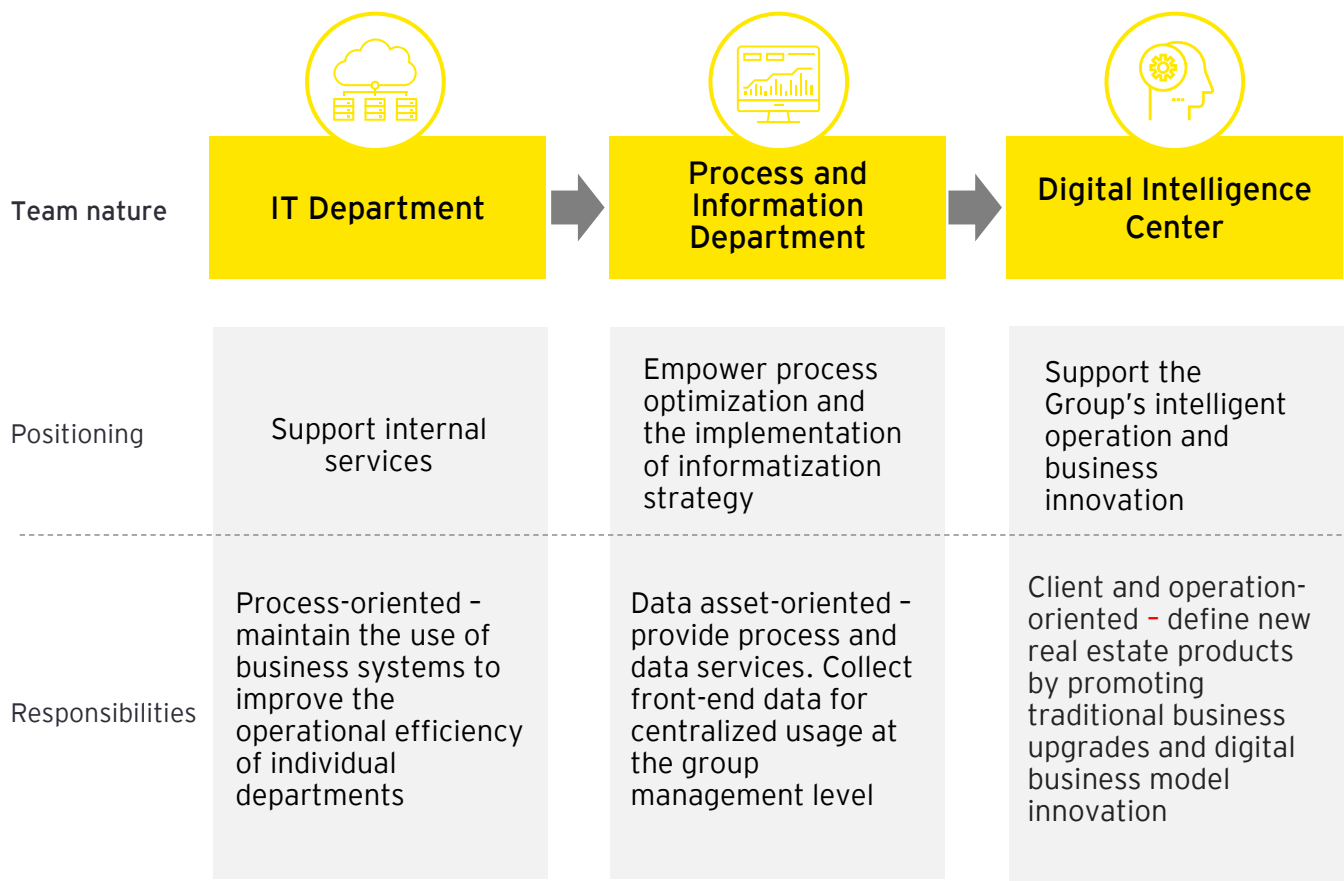 Team nature
IT Department
Process and
Information
Department
Digital Intelligence
Center
Positioning
Support internal
services
Empower process
optimization and
the implementation
of informatization
strategy
Support the
Group’s intelligent
operation and
business
innovation
Responsibilities
Process-oriented –
maintain the use of
business systems to
improve the
operational efficiency
of individual
departments
Data asset-oriented –
provide process and
data services. Collect
front-end data for
centralized usage at
the group
management level
Client and operation-
oriented – define new
real estate products
by promoting
traditional business
upgrades and digital
business model
innovation